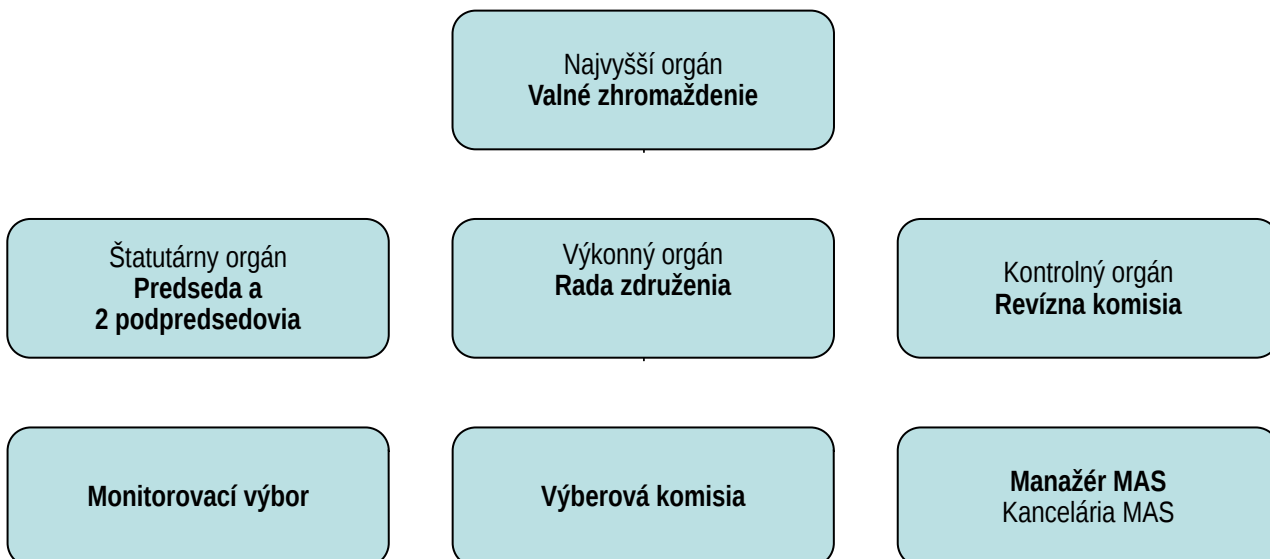 Najvyšší orgán
Valné zhromaždenie
Štatutárny orgán
Predseda a
2 podpredsedovia
Výkonný orgán
Rada združenia
Kontrolný orgán
Revízna komisia
Monitorovací výbor
Výberová komisia
Manažér MAS
Kancelária MAS